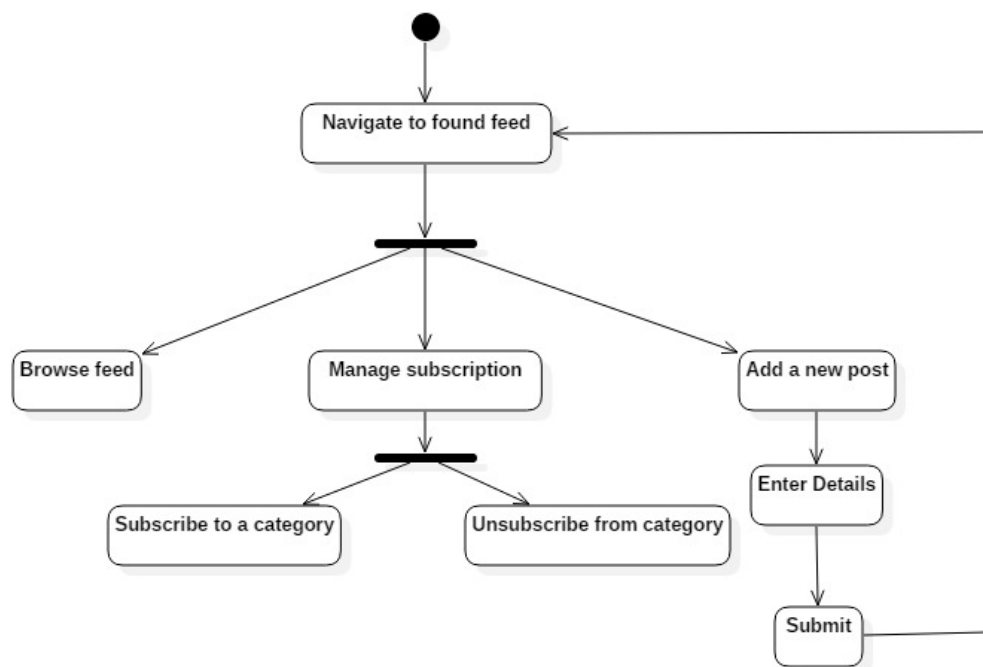 Navigate to found feed
Browse feed
Manage subscription
Add a new post
Enter Details
Subscribe to a category
Unsubscribe from category
Submit